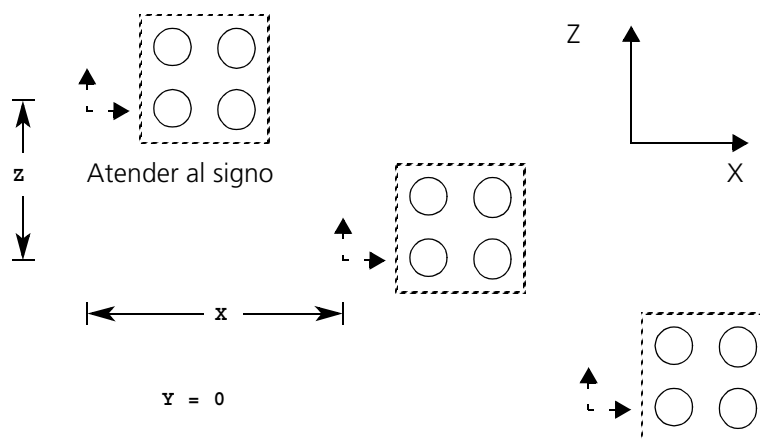 Z
z
Atender al signo
X
x
Y = 0